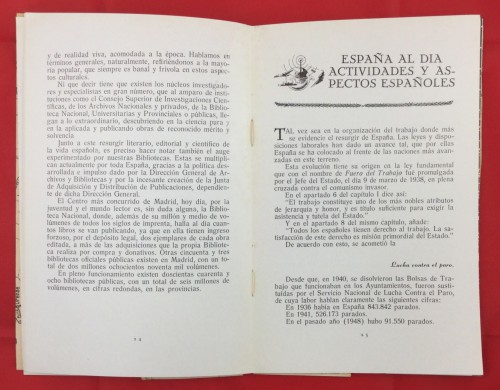 y de realidad viva, acomodada a la época. Hablamos en
términos generales, naturalmente, refiriéndonos a la mayo-
ría popular, que siempre es banal y frívola en estos aspec-
tos culturales.
Ni que decir tiene que existen los núcleos investigado-
res y especialistas en gran número, que al amparo de institu-
ciones como el Consejo Superior de Investigaciones Cien-
tíficas, de los Archivos Nacionales y privados, de la Biblio-
teca Nacional, Universitarias y Provinciales o públicas, lle-
gan a lo extraordinario, descubriendo en la ciencia pura y
en la aplicada y publicando obras de reconocido mérito y
solvencia.
Junto a este resurgir literario, editorial y científico de
la vida española, es preciso hacer notar también el auge
experimentado por nuestras Bibliotecas. Estas se multipli-
can actualmente por toda España, gracias a la política des-
arrollada e impulso dado por la Dirección General de Ar-
chivos y Bibliotecas y por la incesante creación de la Junta
de Adquisición y Distribución de Publicaciones, dependien-
te de dicha Dirección General.
El Centro más concurrido de Madrid, hoy día, por la
juventud y el mundo lector es, sin duda alguna, la Bibliote-
ca Nacional, donde, además de su millón y medio de volú-
menes de todos los siglos de imprenta, halla al día cuantos
libros se van publicando, ya que en ella tienen un ingreso
forzoso, por el depósito legal, dos ejemplares de cada obra
editada, a más de las adquisiciones que la propia Bibliote-
ca realiza por compra y donativos. Otras cincuenta y tres
bibliotecas oficiales públicas existen en Madrid, con un to-
tal de dos millones ochocientos noventa mil volúmenes.
En pleno funcionamiento existen doscientas cuarenta y
ocho bibliotecas públicas, con un total de seis millones de
volúmenes, en cifras redondas, en las provincias.
24
ESPAÑA AL DIA
ACTIVIDADES Y AS-
PECTOS ESPAÑOLES
TAL vez sea en la organización del trabajo donde más
se evidencie el resurgir de España. Las leyes y dispo-
siciones laborales han dado un avance tal, que por ellas
España se ha colocado al frente de las naciones más avanza-
das en este terreno.
Esta evolución tiene su origen en la ley fundamental
que con el nombre de Fuero del Trabajo fué promulgada
por el Jefe del Estado, el día 9 de marzo de 1938, en plena
cruzada contra el comunismo invasor.
En el apartado 6 del capítulo I dice así:
"El trabajo constituye uno de los más nobles atributos
de jerarquía honor, y es título suficiente para exigir la
asistencia y tutela del Estado."
Y en el apartado 8 del mismo capítulo, añade:
"Todos los españoles tienen derecho al trabajo. La sa-
tisfacción de este derecho es misión primordial del Estado."
De acuerdo con esto, se acometió la
Lucha contra el paro.
Desde que, en 1940, se disolvieron las Bolsas de Traba-
jo que funcionaban en los Ayuntamientos, fueron sustitui-
das por el Servicio Nacional de Lucha Contra el Paro, de
cuya labor hablan claramente las siguientes cifras:
En 1936 había en España 843.842 parados.
En 1941, 526.173 parados.
En el pasado año (1948) hubo 91.550 parados.
25